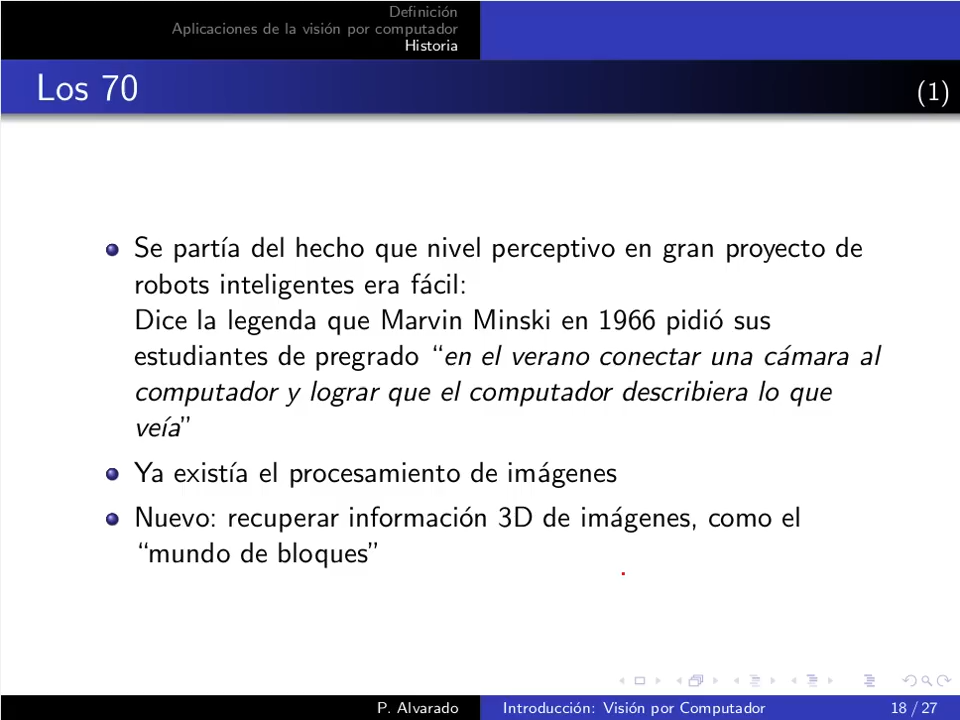 Definición
Aplicaciones de la visión por computador
Historia
Los 70
(1)
Se partía del hecho que nivel perceptivo en gran proyecto de
robots inteligentes era fácil:
Dice la legenda que Marvin Minski en 1966 pidió sus
estudiantes de pregrado “en el verano conectar una cámara al
computador y lograr que el computador describiera lo que
veía”
Ya existía el procesamiento de imágenes
Nuevo: recuperar información 3D de imágenes, como el
“mundo de bloques”
P. Alvarado
Introducción: Visión por Computador
18 / 27